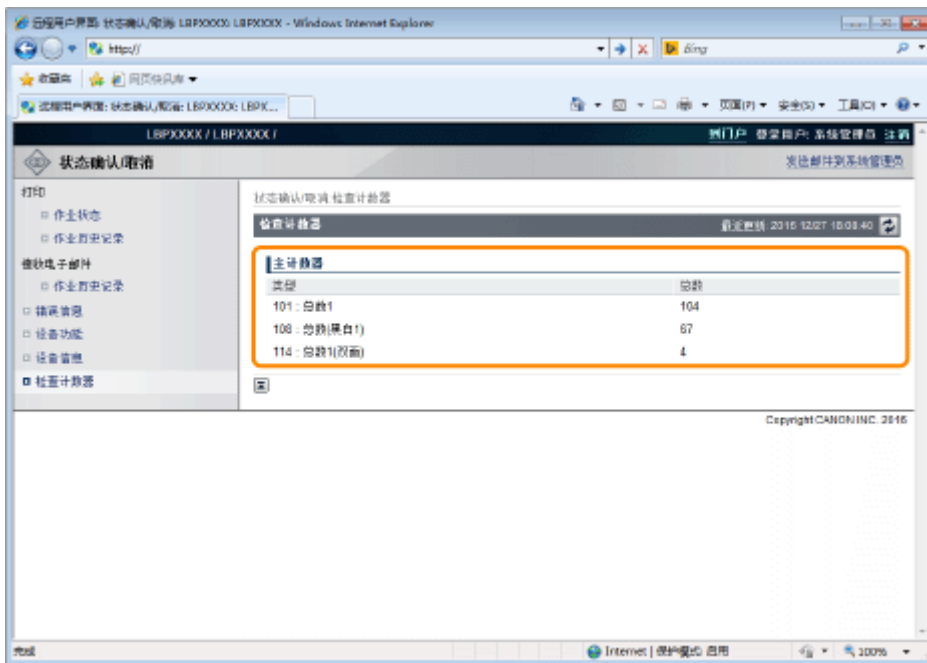 远程用户界面: 状态确认/取消: LBPXXXX: LBPXXXX - Windows Internet Explorer
http://
Bing
收藏夹
网页快讯库
远程用户界面: 状态确认/取消: LBPXXXX: LBPX...
页面(P) 安全(S) 工具(O)
LBPXXXX / LBPXXXX /
到门户 登录用户: 系统管理员 注销
状态确认/取消
发送邮件到系统管理员
打印
作业状态
作业历史记录
接收电子邮件
作业历史记录
错误信息
设备功能
设备信息
检查计数器
状态确认/取消:检查计数器
检查计数器
最近更新: 2016 12/27 16:08:40
主计数器
类型 总数
101 : 总数1 104
108 : 总数(黑白1) 67
114 : 总数1(双面) 4
Copyright CANON INC. 2016
完成
Internet | 保护模式: 启用
100%